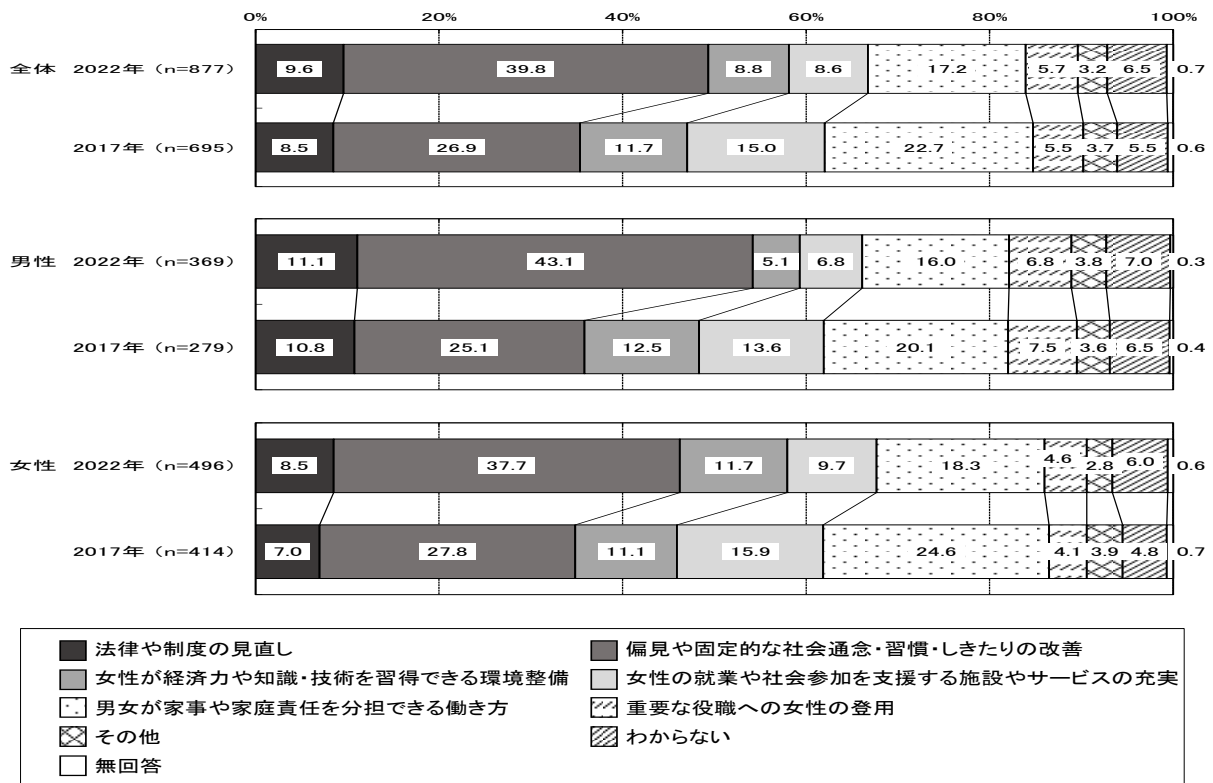 0% 20% 40% 60% 80% 100%
全体 2022年 (n=877) 9.6 39.8 8.8 8.6 17.2 5.7 3.2 6.5 0.7
2017年 (n=695) 8.5 26.9 11.7 15.0 22.7 5.5 3.7 5.5 0.6
男性 2022年 (n=369) 11.1 43.1 5.1 6.8 16.0 6.8 3.8 7.0 0.3
2017年 (n=279) 10.8 25.1 12.5 13.6 20.1 7.5 3.6 6.5 0.4
女性 2022年 (n=496) 8.5 37.7 11.7 9.7 18.3 4.6 2.8 6.0 0.6
2017年 (n=414) 7.0 27.8 11.1 15.9 24.6 4.1 3.9 4.8 0.7
法律や制度の見直し 偏見や固定的な社会通念・習慣・しきたりの改善
女性が経済力や知識・技術を習得できる環境整備 女性の就業や社会参加を支援する施設やサービスの充実
男女が家事や家庭責任を分担できる働き方 重要な役職への女性の登用
その他 わからない
無回答